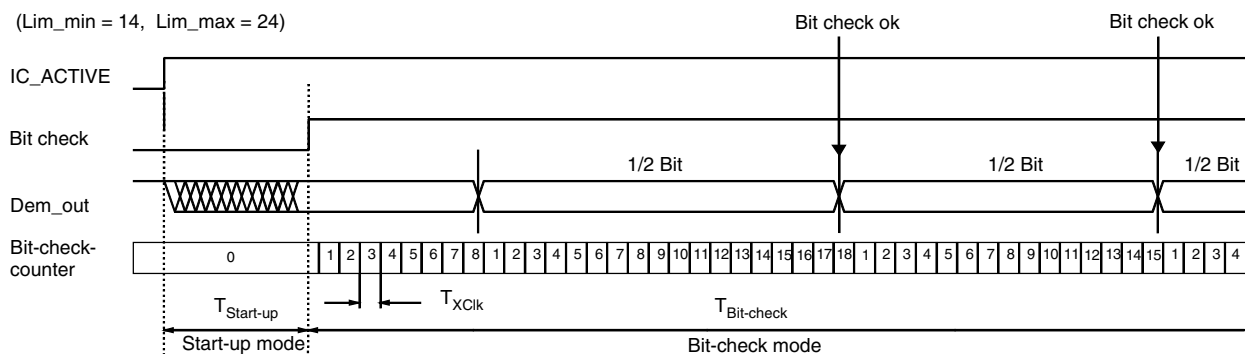 (Lim_min = 14, Lim_max = 24)
Bit check ok
Bit check ok
IC_ACTIVE
Bit check
1/2 Bit
1/2 Bit
1/2 Bit
Dem_out
Bit-check-
counter
0 1 2 3 4 5 6 7 8 1 2 3 4 5 6 7 8 9 10 11 12 13 14 15 16 17 18 1 2 3 4 5 6 7 8 9 10 11 12 13 14 15 1 2 3 4
TStart-up
TXClk
TBit-check
Start-up mode
Bit-check mode